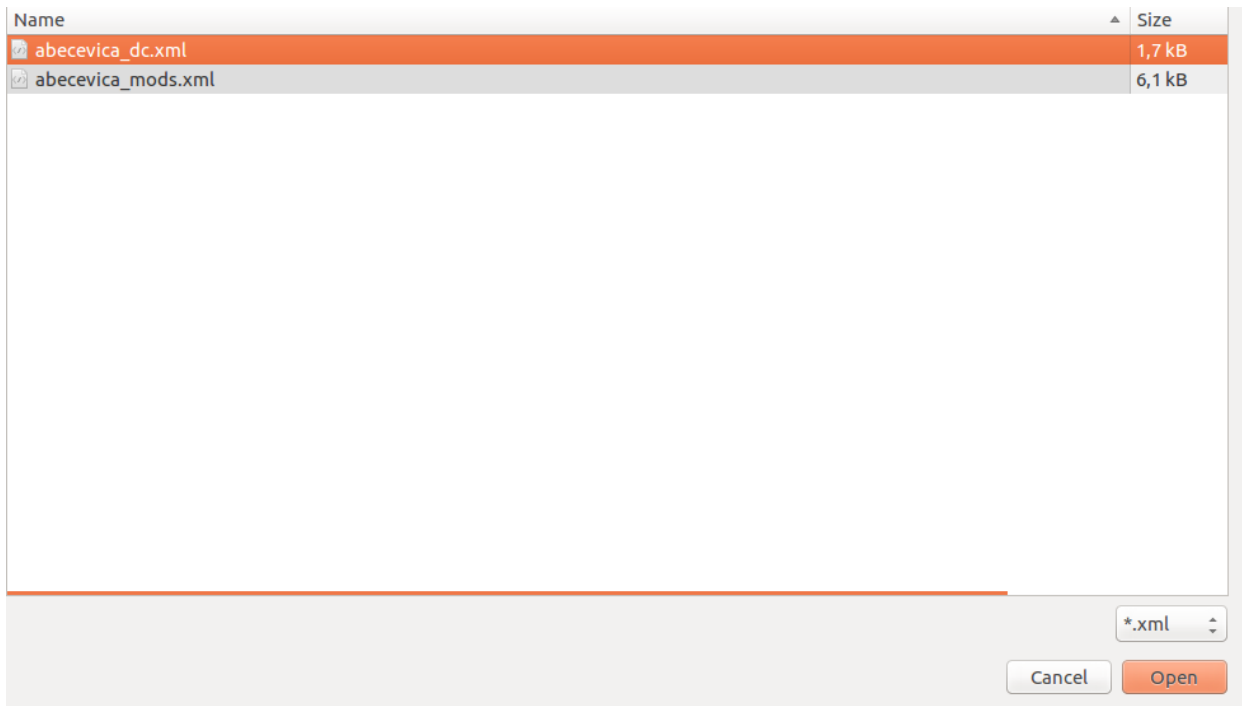 Name Size
abecevica_dc.xml 1,7 kB
abecevica_mods.xml 6,1 kB
*.xml
Cancel Open